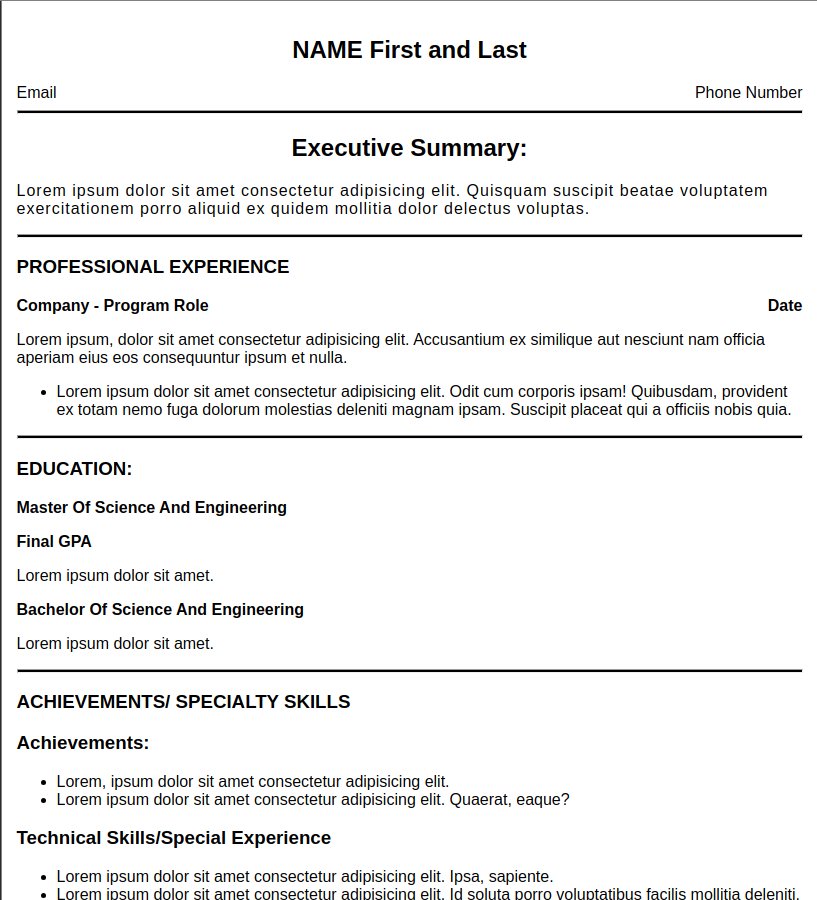 NAME First and Last
Email Phone Number
Executive Summary:
Lorem ipsum dolor sit amet consectetur adipisicing elit. Quisquam suscipit beatae voluptatem
exercitationem porro aliquid ex quidem mollitia dolor delectus voluptas.
PROFESSIONAL EXPERIENCE
Company - Program Role Date
Lorem ipsum, dolor sit amet consectetur adipisicing elit. Accusantium ex similique aut nesciunt nam officia
aperiam eius eos consequuntur ipsum et nulla.
• Lorem ipsum dolor sit amet consectetur adipisicing elit. Odit cum corporis ipsam! Quibusdam, provident
ex totam nemo fuga dolorum molestias deleniti magnam ipsam. Suscipit placeat qui a officiis nobis quia.
EDUCATION:
Master Of Science And Engineering
Final GPA
Lorem ipsum dolor sit amet.
Bachelor Of Science And Engineering
Lorem ipsum dolor sit amet.
ACHIEVEMENTS/ SPECIALTY SKILLS
Achievements:
• Lorem, ipsum dolor sit amet consectetur adipisicing elit.
• Lorem ipsum dolor sit amet consectetur adipisicing elit. Quaerat, eaque?
Technical Skills/Special Experience
• Lorem ipsum dolor sit amet consectetur adipisicing elit. Ipsa, sapiente.
• Lorem ipsum dolor sit amet consectetur adipisicing elit. Id soluta porro voluptatibus facilis mollitia deleniti.